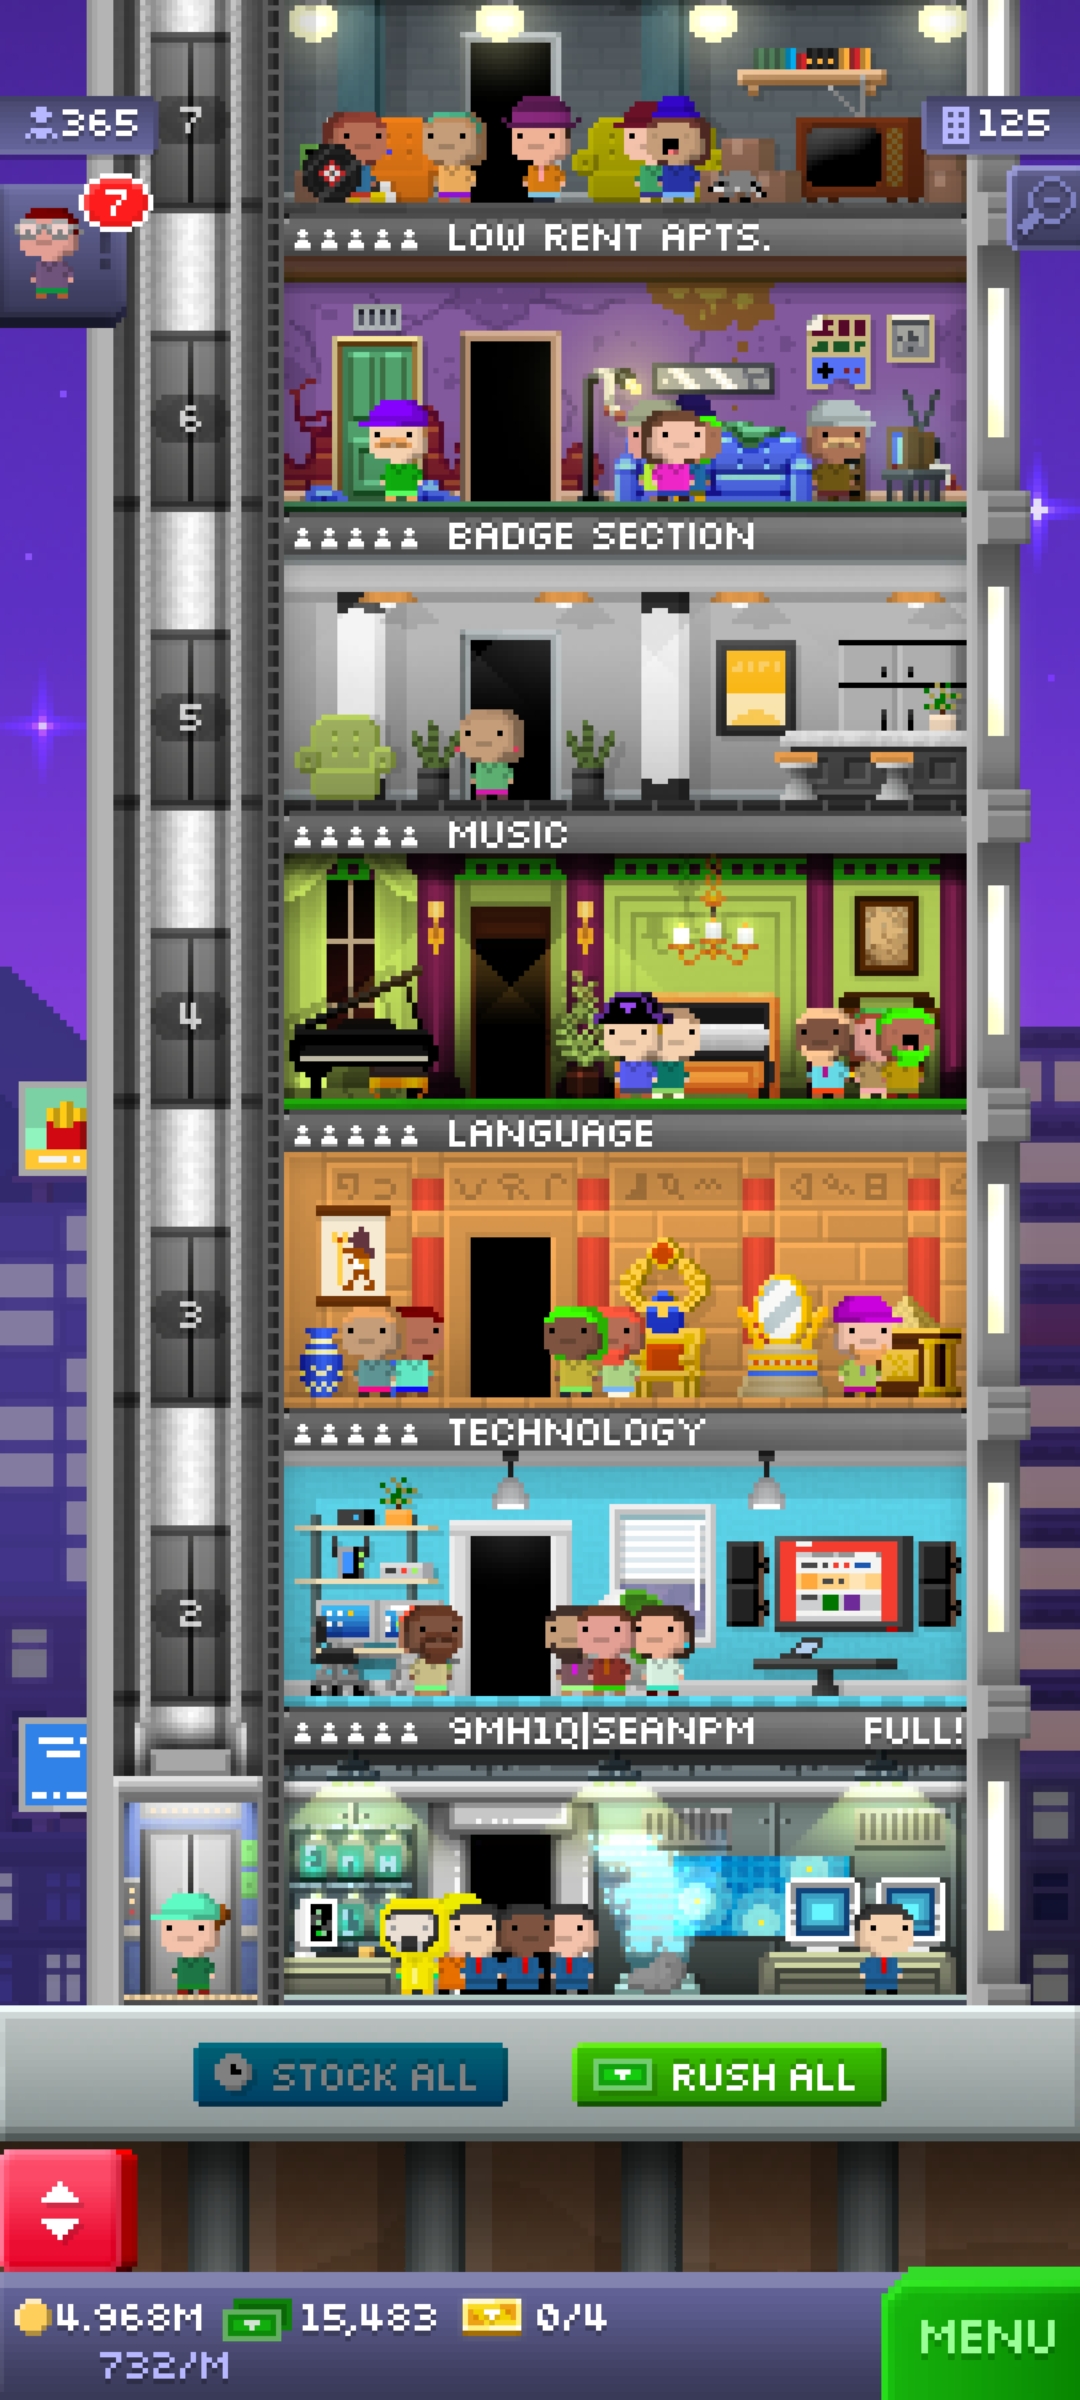 7
365
125
7
LOW RENT APTS.
6
BADGE SECTION
5
MUSIC
4
LANGUAGE
3
TECHNOLOGY
2
9MH1Q|SEANPM FULL!
STOCK ALL
RUSH ALL
4.968M 15,483 0/4
732/M
MENU